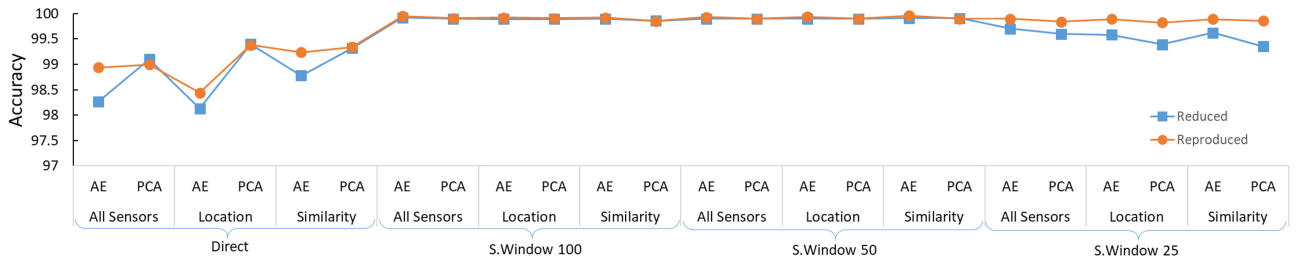 100
99.5
99
98.5
98
97.5
97
Accuracy
Reduced
Reproduced
AE PCA AE PCA AE PCA AE PCA AE PCA AE PCA AE PCA AE PCA AE PCA AE PCA AE PCA AE PCA
All Sensors Location Similarity All Sensors Location Similarity All Sensors Location Similarity All Sensors Location Similarity
Direct S.Window 100 S.Window 50 S.Window 25